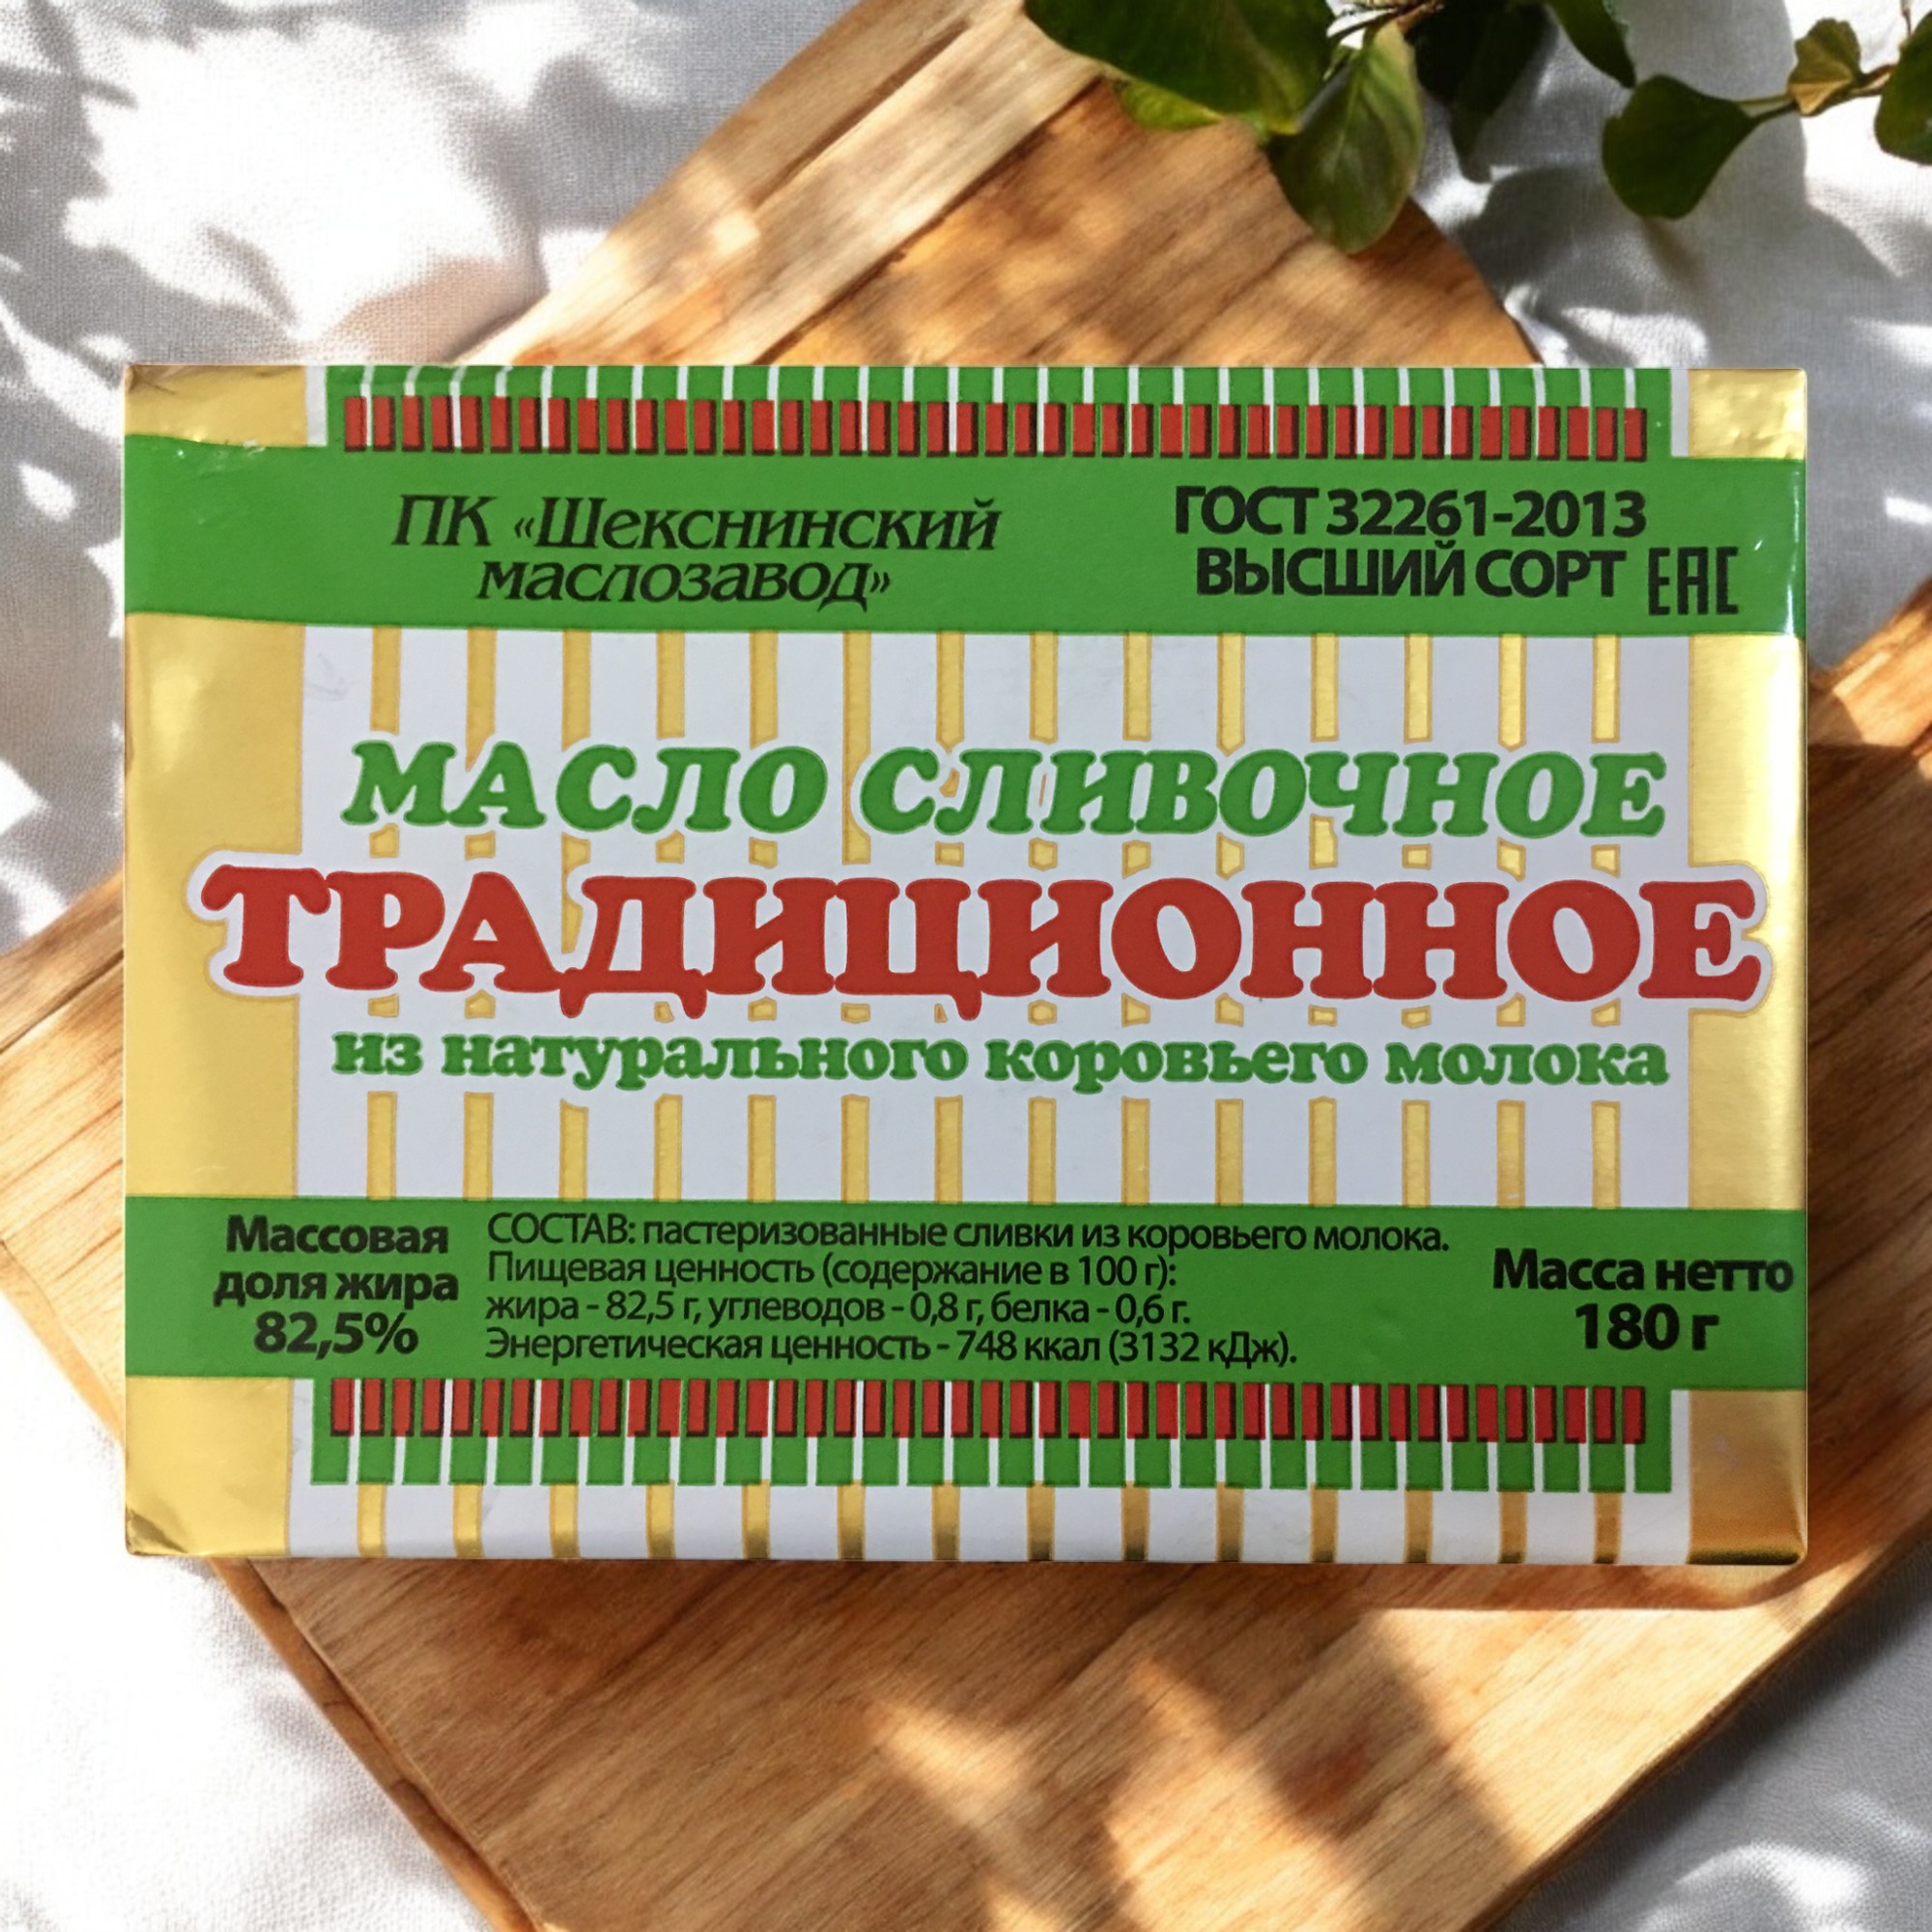 ПК «Шекснинский
маслозавод»
ГОСТ 32261-2013
ВЫСШИЙ СОРТ EAC
МАСЛО СЛИВОЧНОЕ
ТРАДИЦИОННОЕ
из натурального коровьего молока
Массовая
доля жира
82,5%
СОСТАВ: пастеризованные сливки из коровьего молока.
Пищевая ценность (содержание в 100 г):
жира - 82,5 г, углеводов - 0,8 г, белка - 0,6 г.
Энергетическая ценность - 748 ккал (3132 кДж).
Масса нетто
180 г